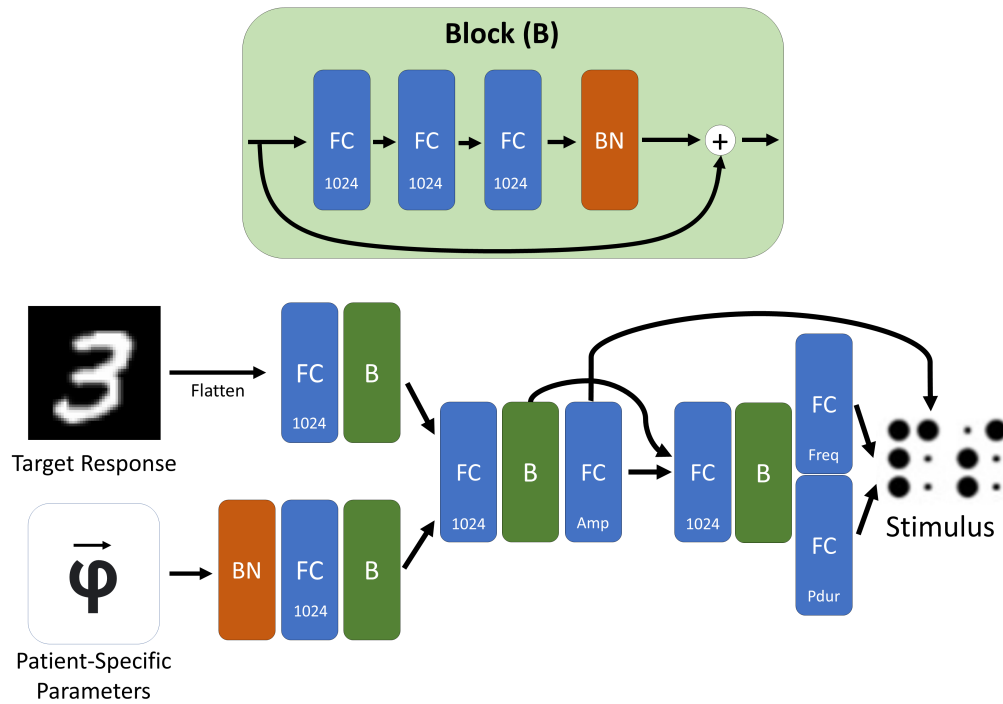 Block (B)
FC FC FC BN +
1024 1024 1024
3
Target Response
Flatten
FC B
1024
FC B FC
1024 Amp
FC B
1024
FC
Freq
FC
Pdur
Stimulus
φ
BN FC B
1024
Patient-Specific
Parameters